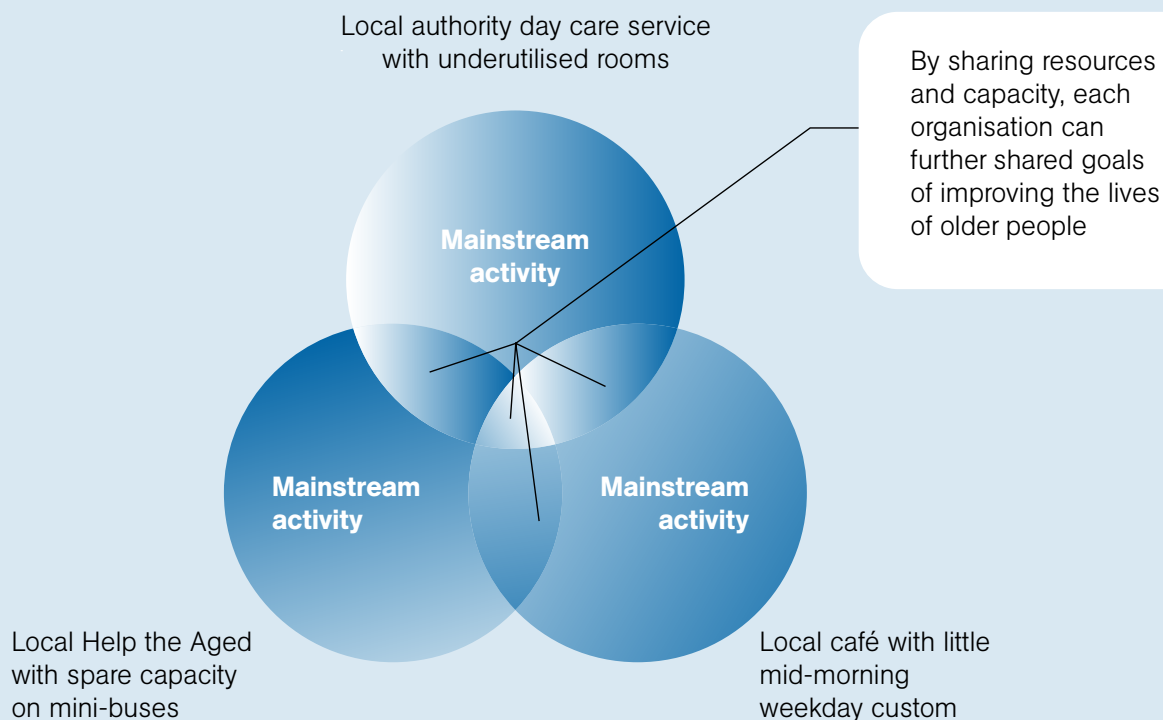 Local authority day care service
with underutilised rooms
By sharing resources
and capacity, each
organisation can
further shared goals
of improving the lives
of older people
Mainstream
activity
Mainstream
activity
Mainstream
activity
Local Help the Aged
with spare capacity
on mini-buses
Local café with little
mid-morning
weekday custom